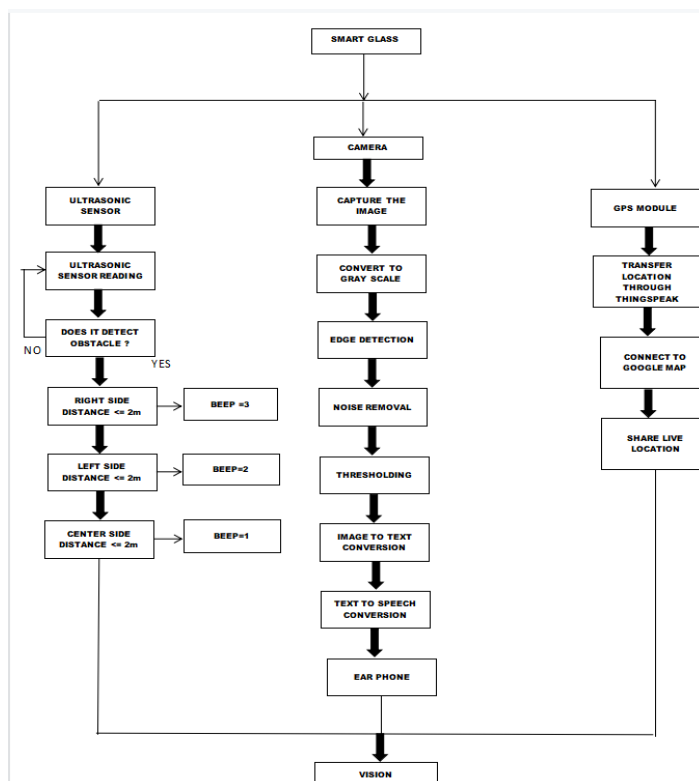 SMART GLASS
CAMERA
ULTRASONIC
SENSOR
CAPTURE THE
IMAGE
GPS MODULE
ULTRASONIC
SENSOR READING
CONVERT TO
GRAY SCALE
TRANSFER
LOCATION
THROUGH
THINGSPEAK
DOES IT DETECT
OBSTACLE ?
NO
YES
EDGE DETECTION
CONNECT TO
GOOGLE MAP
RIGHT SIDE
DISTANCE <= 2m
BEEP =3
NOISE REMOVAL
SHARE LIVE
LOCATION
LEFT SIDE
DISTANCE <= 2m
BEEP=2
THRESHOLDING
CENTER SIDE
DISTANCE <= 2m
BEEP=1
IMAGE TO TEXT
CONVERSION
TEXT TO SPEECH
CONVERSION
EAR PHONE
VISION